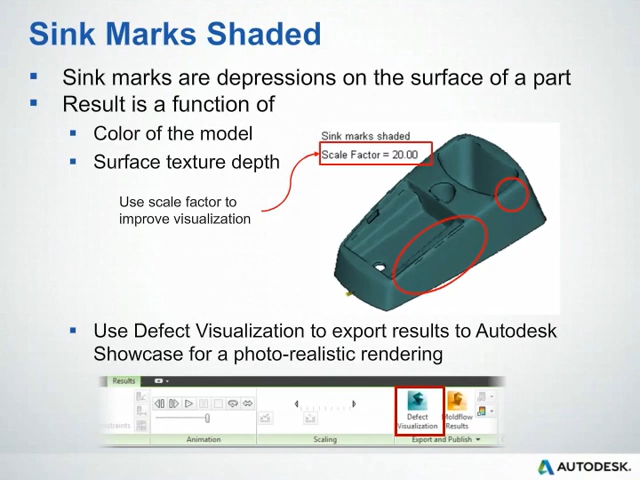 Sink Marks Shaded
Sink marks are depressions on the surface of a part
Result is a function of
Color of the model
Surface texture depth
Sink marks shaded
Scale Factor = 20.00
Use scale factor to
improve visualization
Use Defect Visualization to export results to Autodesk
Showcase for a photo-realistic rendering
Results
Defect
Visualization
Moldflow
Results
Animation
Scaling
Export and Publish
AUTODESK.